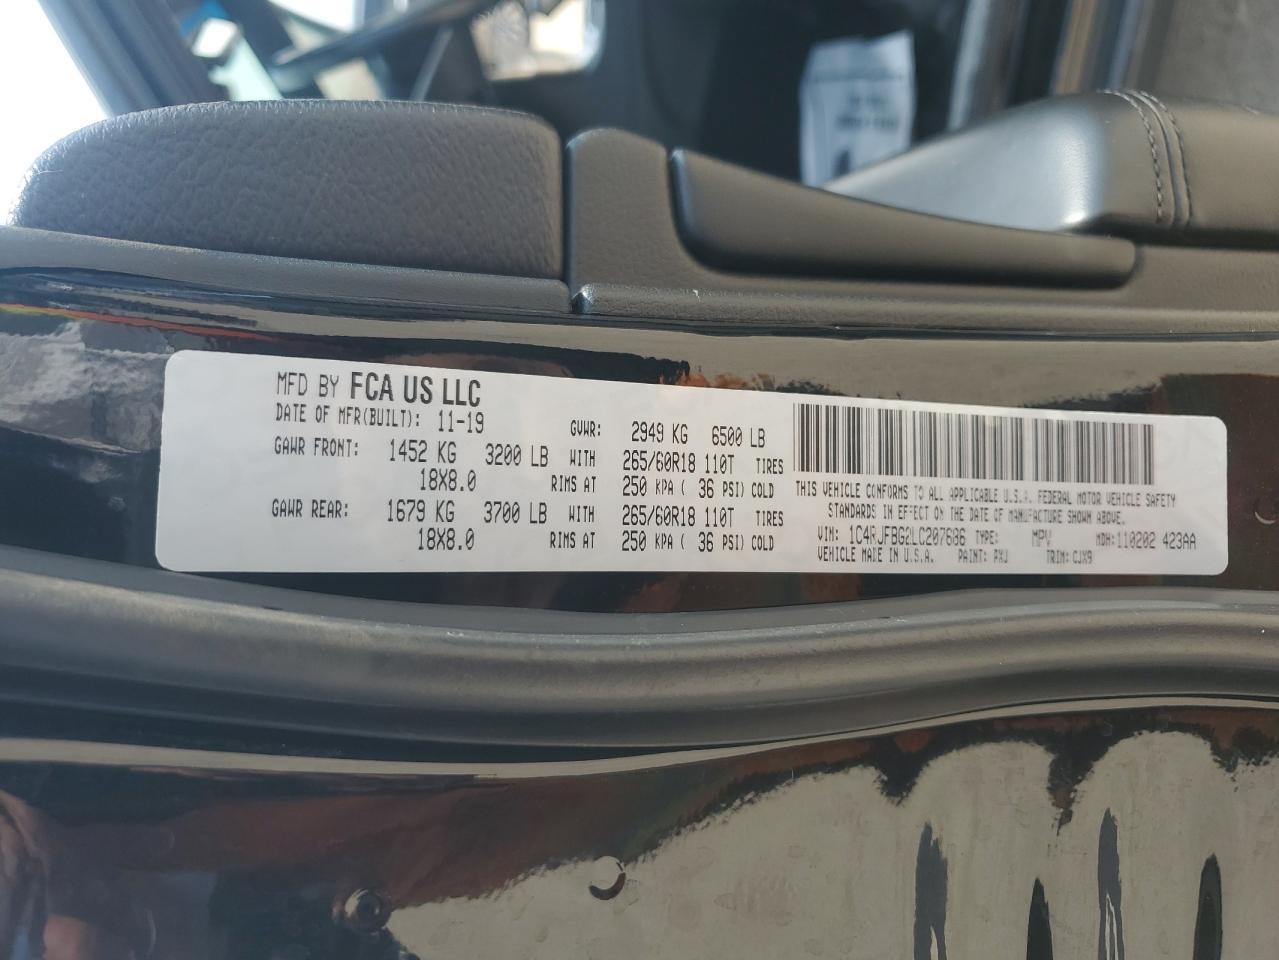 MFD BY FCA US LLC
DATE OF MFR(BUILT): 11-19 GVWR: 2949 KG 6500 LB
GAWR FRONT: 1452 KG 3200 LB WITH 265/60R18 110T TIRES
18X8.0 RIMS AT 250 KPA ( 36 PSI) COLD
GAWR REAR: 1679 KG 3700 LB WITH 265/60R18 110T TIRES
18X8.0 RIMS AT 250 KPA ( 36 PSI) COLD
THIS VEHICLE CONFORMS TO ALL APPLICABLE U.S.A. FEDERAL MOTOR VEHICLE SAFETY
STANDARDS IN EFFECT ON THE DATE OF MANUFACTURE SHOWN ABOVE.
VIN: 1C4RJFBG2LC207686 TYPE: MPV MDH: 110202 423AA
VEHICLE MADE IN U.S.A. PAINT: PXJ TRIM: CJX9